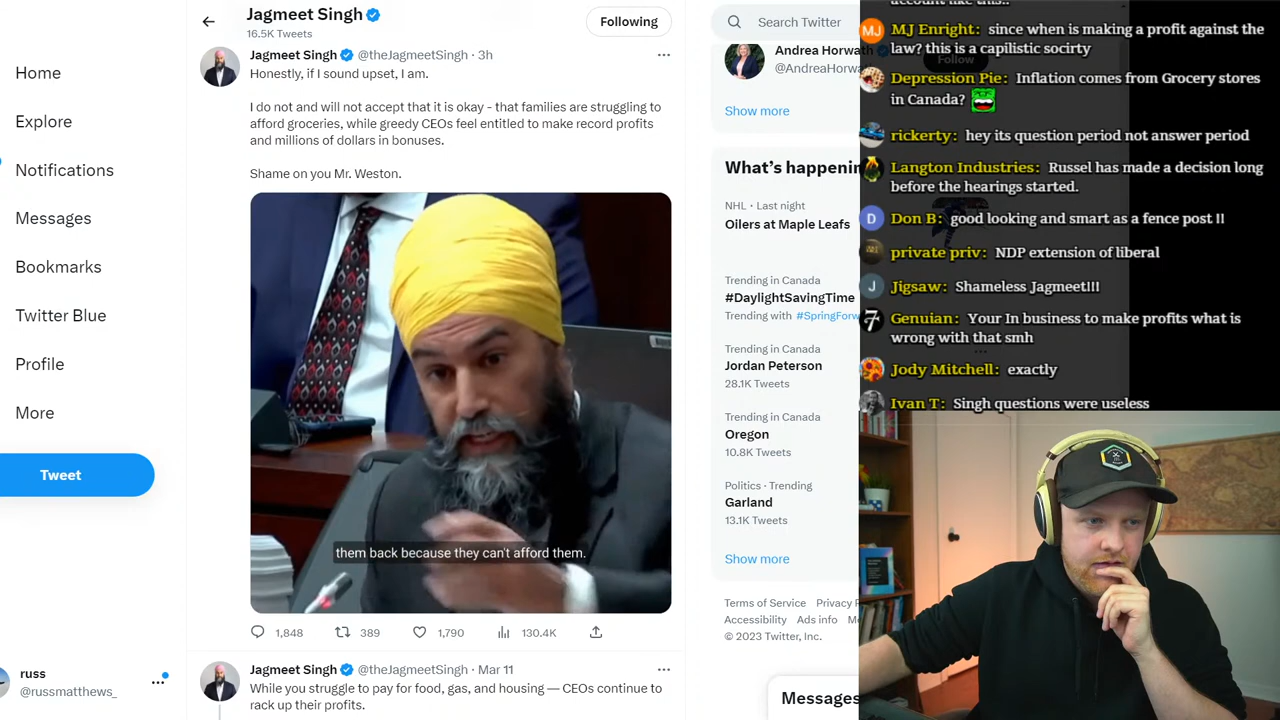 Jagmeet Singh
16.5K Tweets
Following
Jagmeet Singh @theJagmeetSingh · 3h
Honestly, if I sound upset, I am.
I do not and will not accept that it is okay - that families are struggling to
afford groceries, while greedy CEOs feel entitled to make record profits
and millions of dollars in bonuses.
Shame on you Mr. Weston.
them back because they can't afford them.
1,848
389
1,790
130.4K
Jagmeet Singh @theJagmeetSingh · Mar 11
While you struggle to pay for food, gas, and housing — CEOs continue to
rack up their profits.
Home
Explore
Notifications
Messages
Bookmarks
Twitter Blue
Profile
More
Tweet
russ
@russmatthews_
Search Twitter
Andrea Horwath
@AndreaHorwa
Follow
Show more
What's happenin
NHL · Last night
Oilers at Maple Leafs
Trending in Canada
#DaylightSavingTime
Trending with #SpringForw
Trending in Canada
Jordan Peterson
28.1K Tweets
Trending in Canada
Oregon
10.8K Tweets
Politics · Trending
Garland
13.1K Tweets
Show more
Terms of Service Privacy P
Accessibility Ads info Mo
© 2023 Twitter, Inc.
Messages
account like this..
MJ Enright: since when is making a profit against the
law? this is a capilistic socirty
Depression Pie: Inflation comes from Grocery stores
in Canada?
rickerty: hey its question period not answer period
Langton Industries: Russel has made a decision long
before the hearings started.
Don B: good looking and smart as a fence post !!
private priv: NDP extension of liberal
Jigsaw: Shameless Jagmeet!!!
Genuian: Your In business to make profits what is
wrong with that smh
Jody Mitchell: exactly
Ivan T: Singh questions were useless